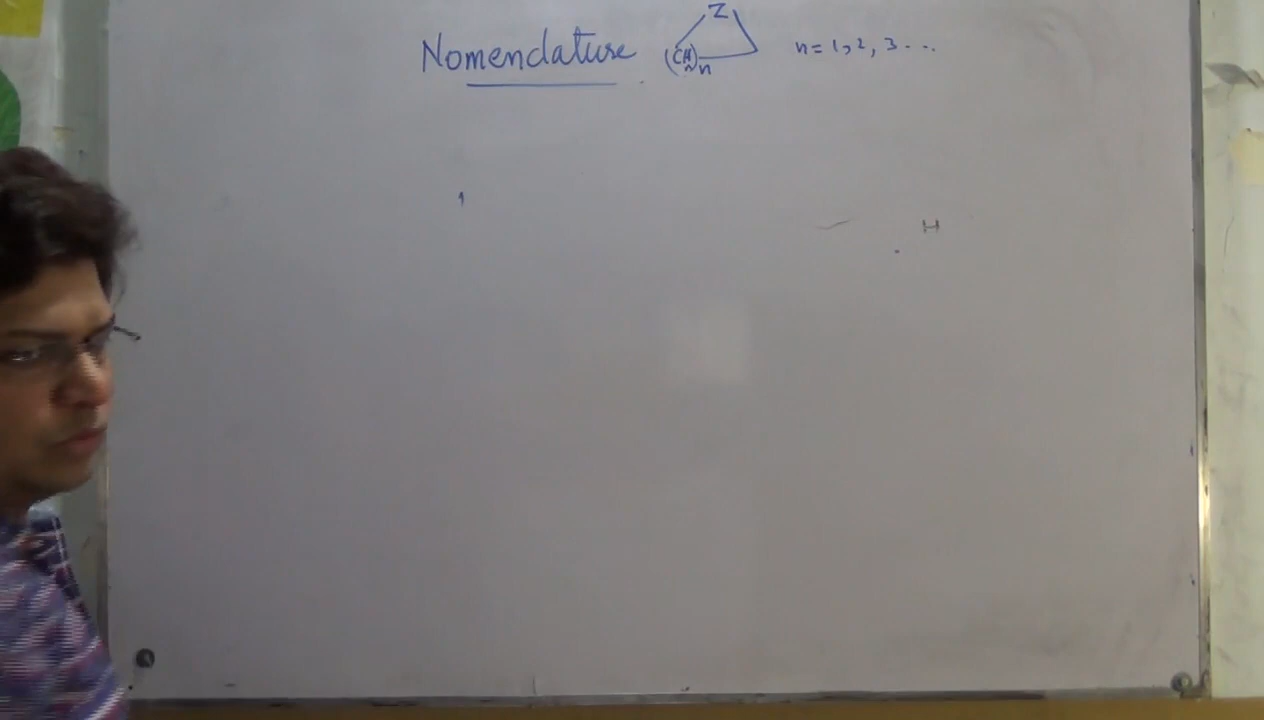 Nomenclature (CH₂)n Z n = 1, 2, 3 ...
H